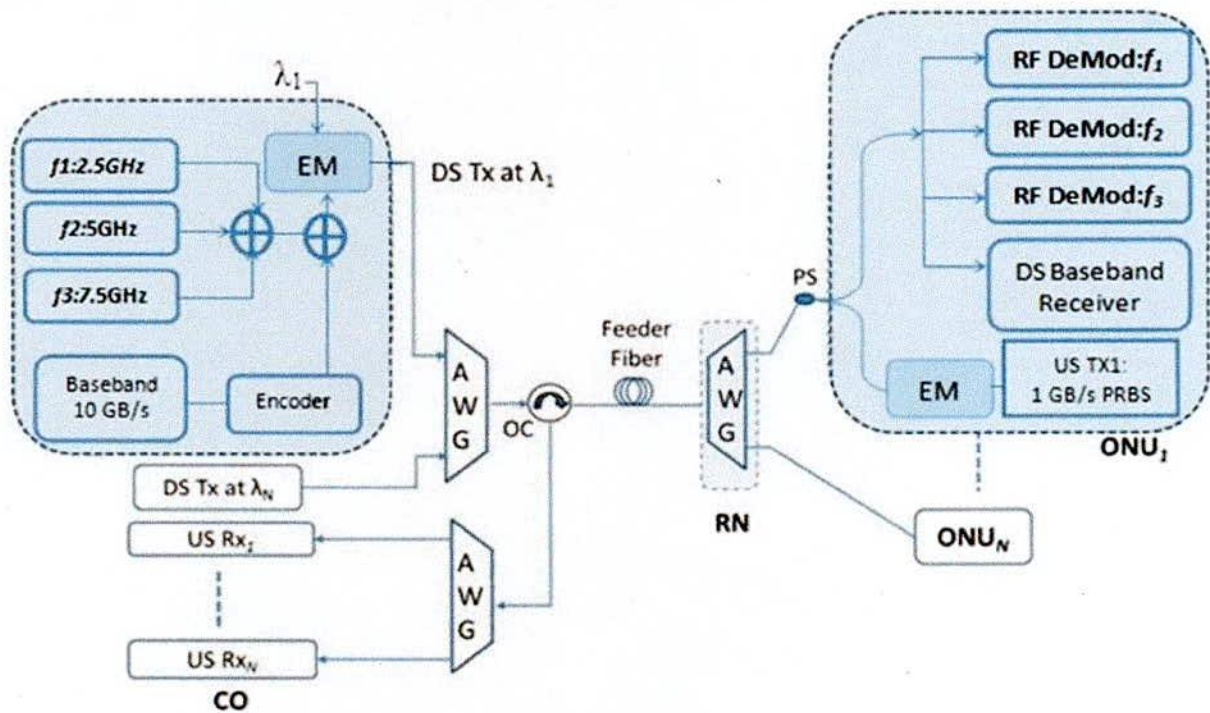 λ1
f1:2.5GHz
EM
DS Tx at λ1
f2:5GHz
f3:7.5GHz
Baseband
10 GB/s
Encoder
A
W
G
OC
Feeder
Fiber
A
W
G
RN
PS
RF DeMod:f1
RF DeMod:f2
RF DeMod:f3
DS Baseband
Receiver
EM
US TX1:
1 GB/s PRBS
ONU1
ONUN
DS Tx at λN
US Rx1
A
W
G
US RxN
CO